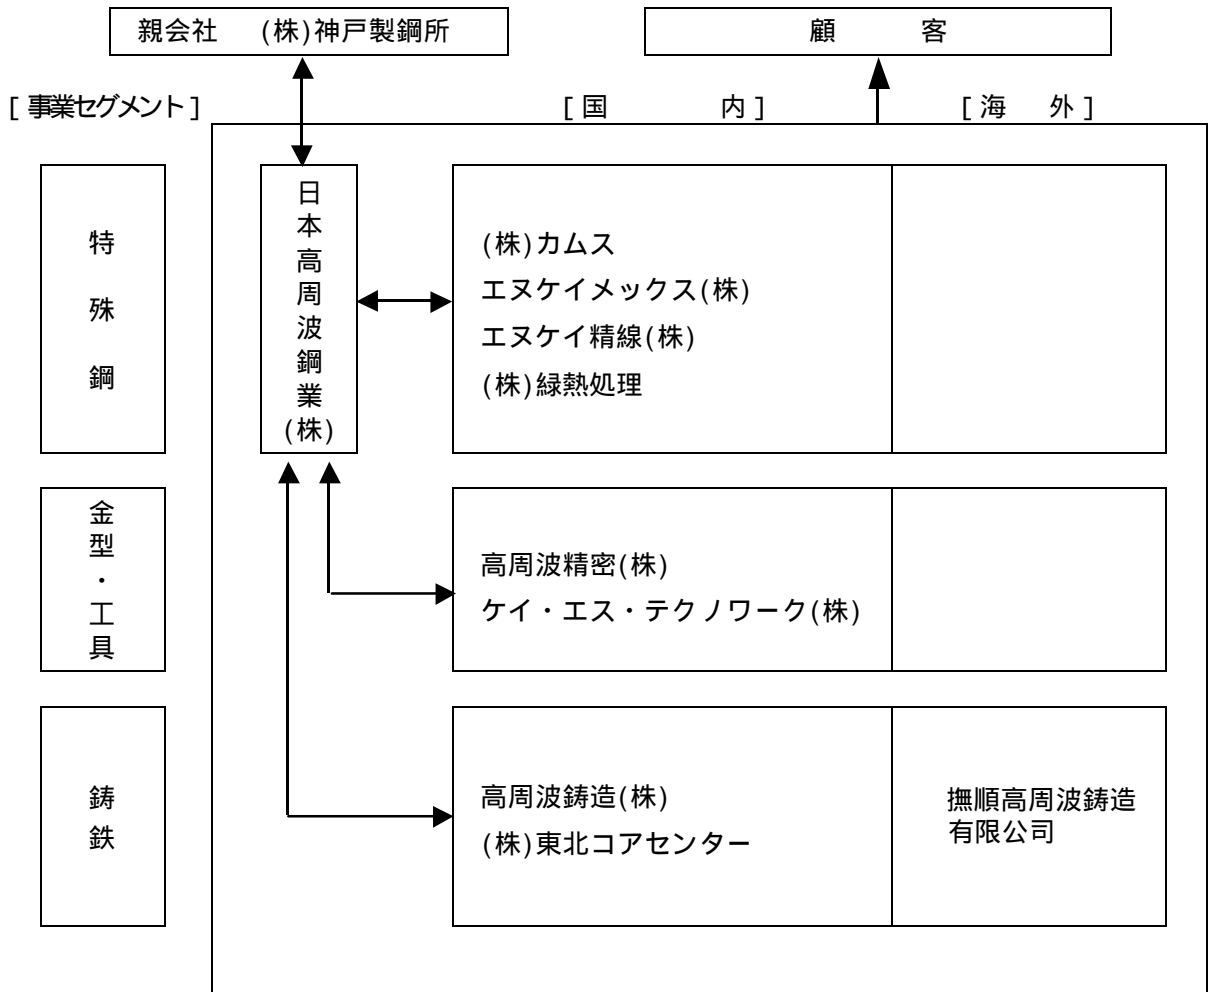 親会社 (株)神戸製鋼所
顧 客
[事業セグメント]
[国 内]
[海 外]
特殊鋼
日本高周波鋼業(株)
(株)カムス
エヌケイメックス(株)
エヌケイ精線(株)
(株)緑熱処理
金型・工具
高周波精密(株)
ケイ・エス・テクノワーク(株)
鋳鉄
高周波鋳造(株)
(株)東北コアセンター
撫順高周波鋳造
有限公司